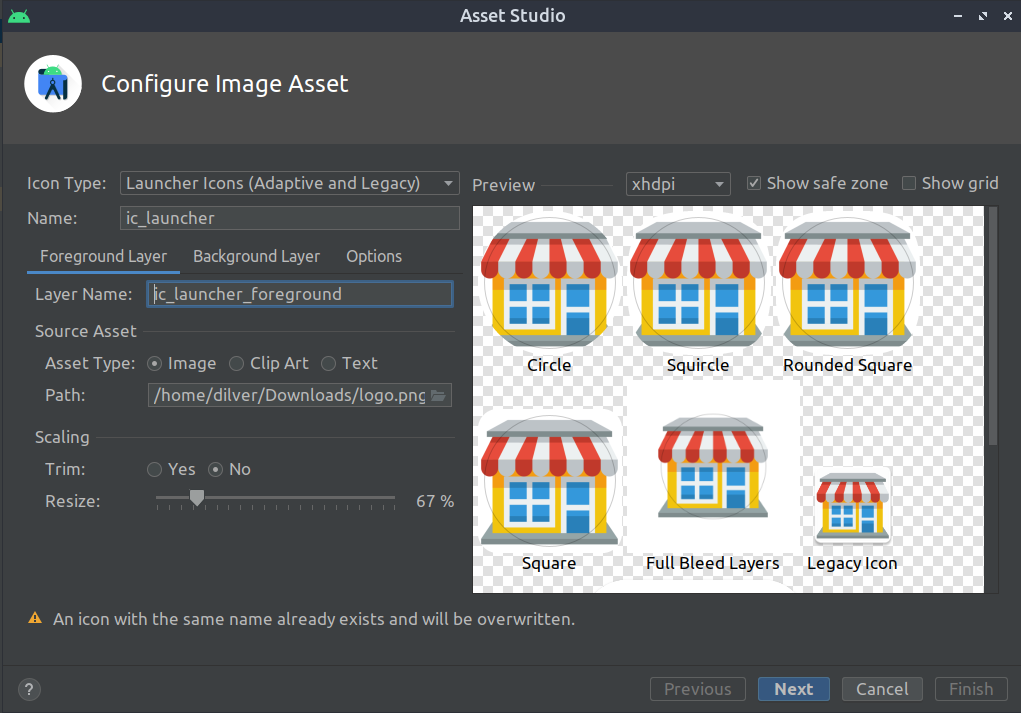 Asset Studio
Configure Image Asset
Icon Type: Launcher Icons (Adaptive and Legacy)
Name: ic_launcher
Foreground Layer Background Layer Options
Layer Name: ic_launcher_foreground
Source Asset
Asset Type: Image Clip Art Text
Path: /home/dilver/Downloads/logo.png
Scaling
Trim: Yes No
Resize: 67 %
Preview xhdpi Show safe zone Show grid
Circle Squircle Rounded Square
Square Full Bleed Layers Legacy Icon
An icon with the same name already exists and will be overwritten.
? Previous Next Cancel Finish